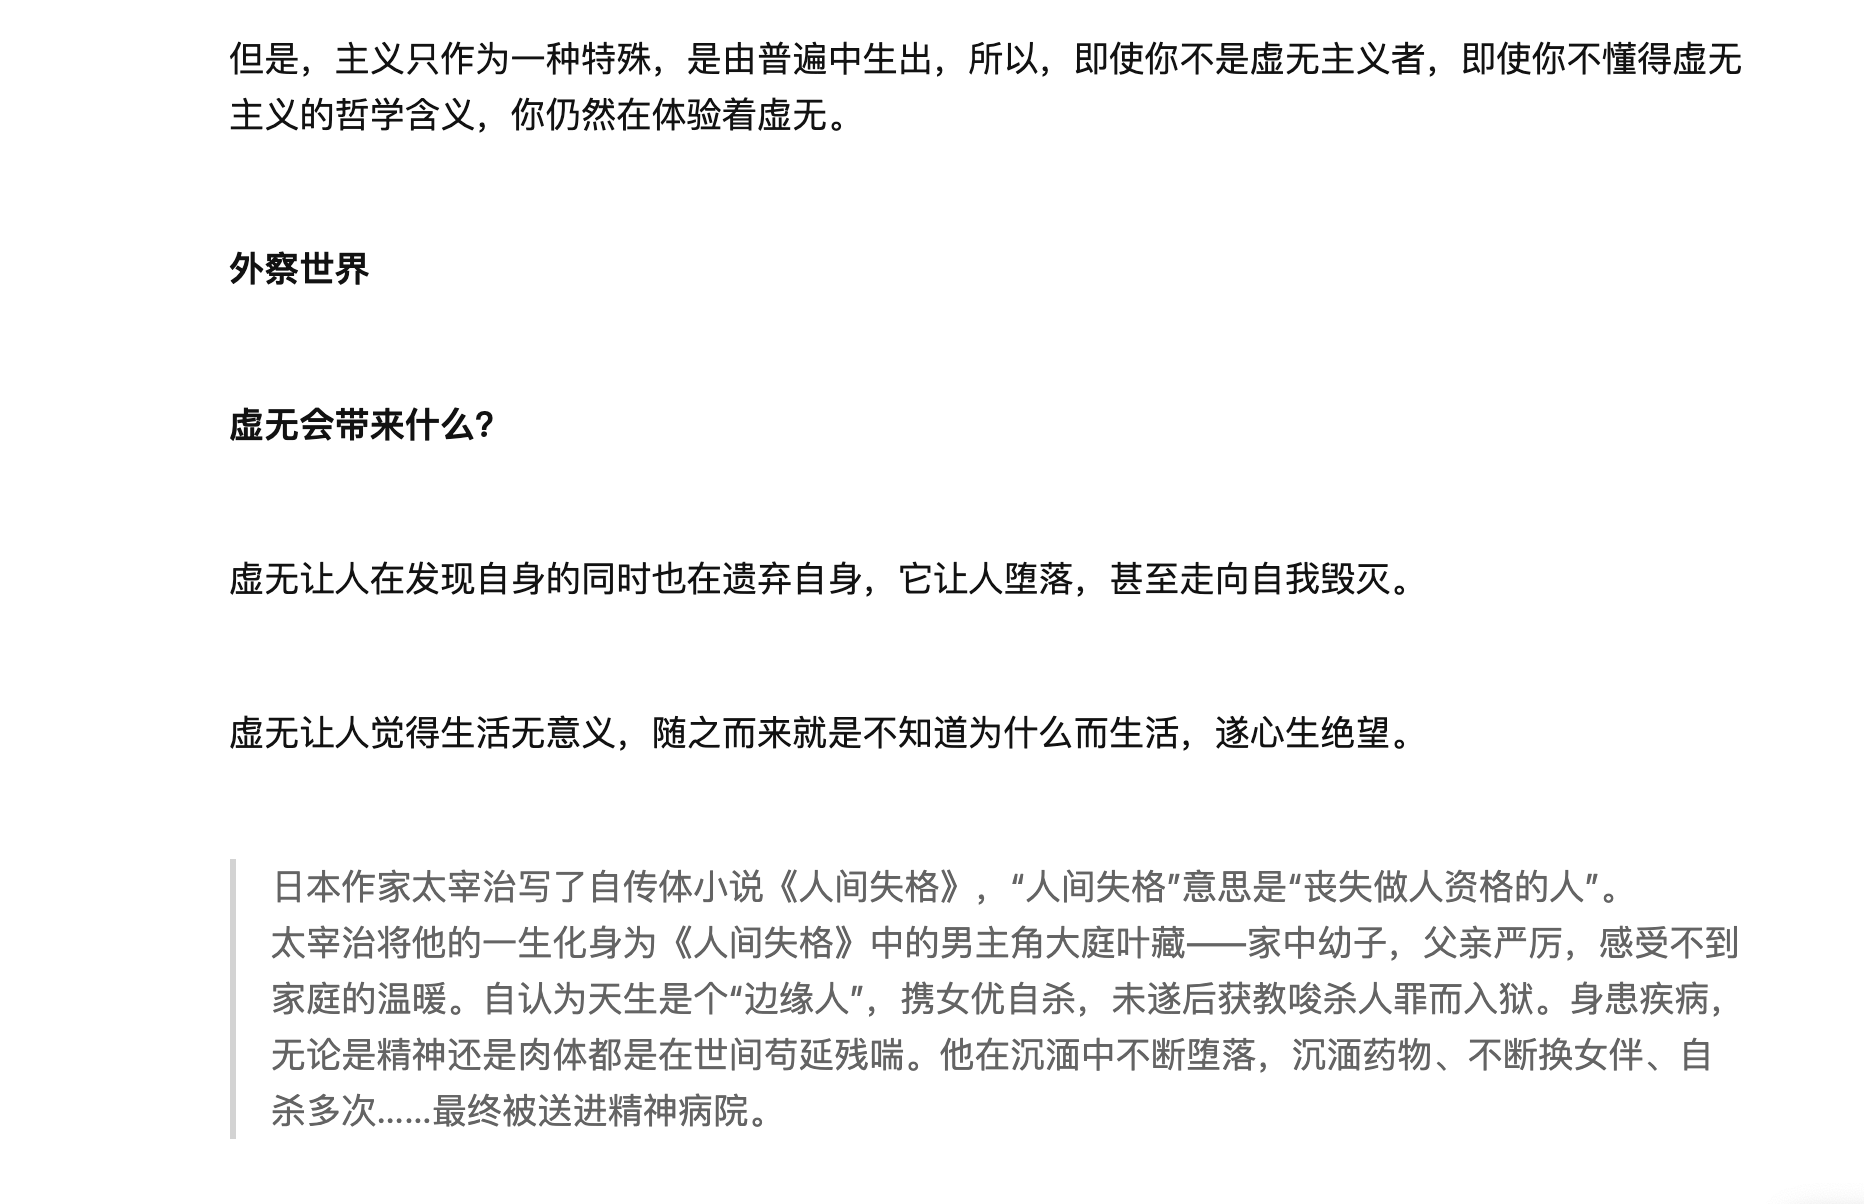 但是，主义只作为一种特殊，是由普遍中生出，所以，即使你不是虚无主义者，即使你不懂得虚无
主义的哲学含义，你仍然在体验着虚无。
外察世界
虚无会带来什么？
虚无让人在发现自身的同时也在遗弃自身，它让人堕落，甚至走向自我毁灭。
虚无让人觉得生活无意义，随之而来就是不知道为什么而生活，遂心生绝望。
日本作家太宰治写了自传体小说《人间失格》，“人间失格”意思是“丧失做人资格的人”。
太宰治将他的一生化身为《人间失格》中的男主角大庭叶藏——家中幼子，父亲严厉，感受不到
家庭的温暖。自认为天生是个“边缘人”，携女优自杀，未遂后获教唆杀人罪而入狱。身患疾病，
无论是精神还是肉体都是在世间苟延残喘。他在沉湎中不断堕落，沉湎药物、不断换女伴、自
杀多次……最终被送进精神病院。